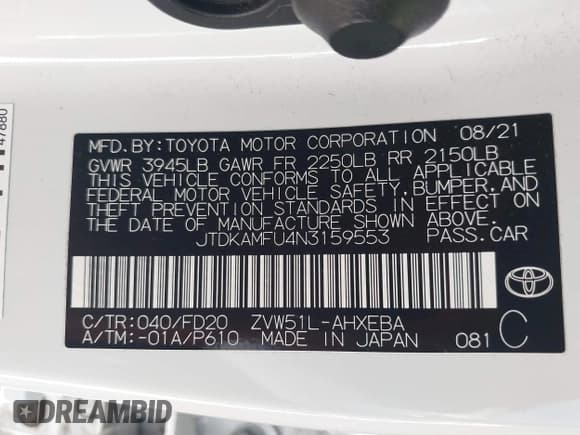 47880
MFD.BY:TOYOTA MOTOR CORPORATION 08/21
GVWR 3945LB GAWR FR 2250LB RR 2150LB
THIS VEHICLE CONFORMS TO ALL APPLICABLE
FEDERAL MOTOR VEHICLE SAFETY,BUMPER,AND
THEFT PREVENTION STANDARDS IN EFFECT ON
THE DATE OF MANUFACTURE SHOWN ABOVE.
JTDKAMFU4N3159553 PASS.CAR
TOYOTA
C/TR:040/FD20 ZVW51L-AHXEBA
A/TM:-01A/P610 MADE IN JAPAN 081 C
DREAMBID